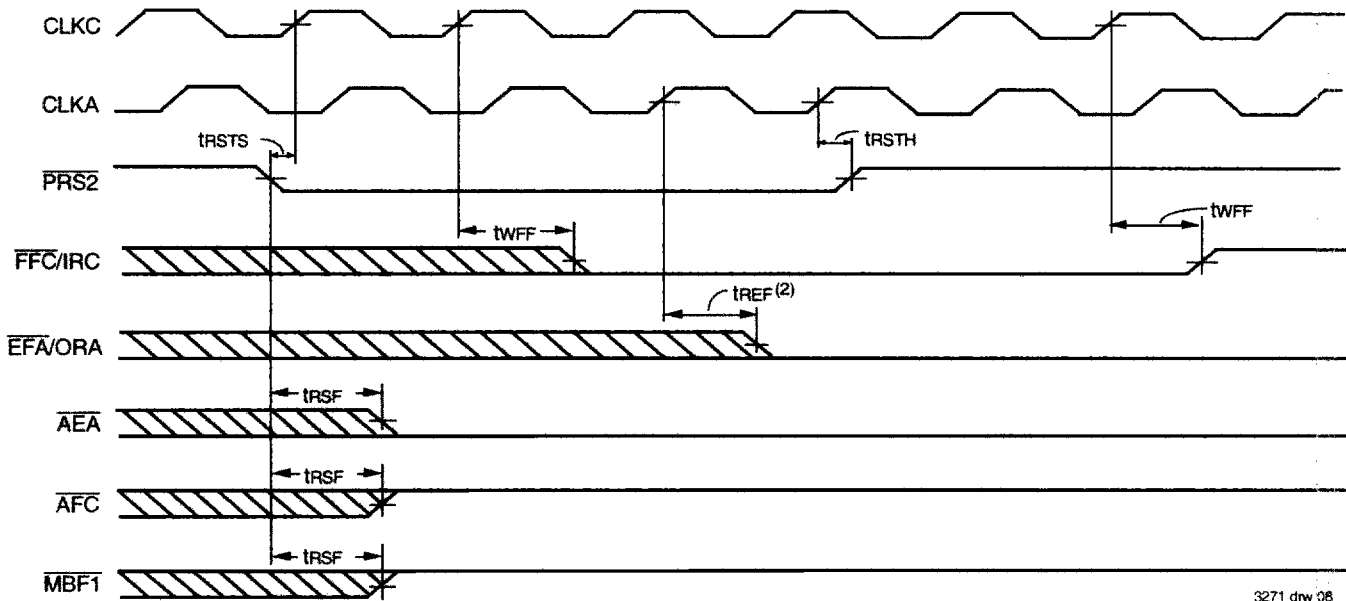 CLKC
CLKA
tRSTS
tRSTH
PRS2
tWFF
tWFF
FFC/IRC
tREF(2)
EFA/ORA
tRSF
AEA
tRSF
AFC
tRSF
MBF1
3271 drw 08